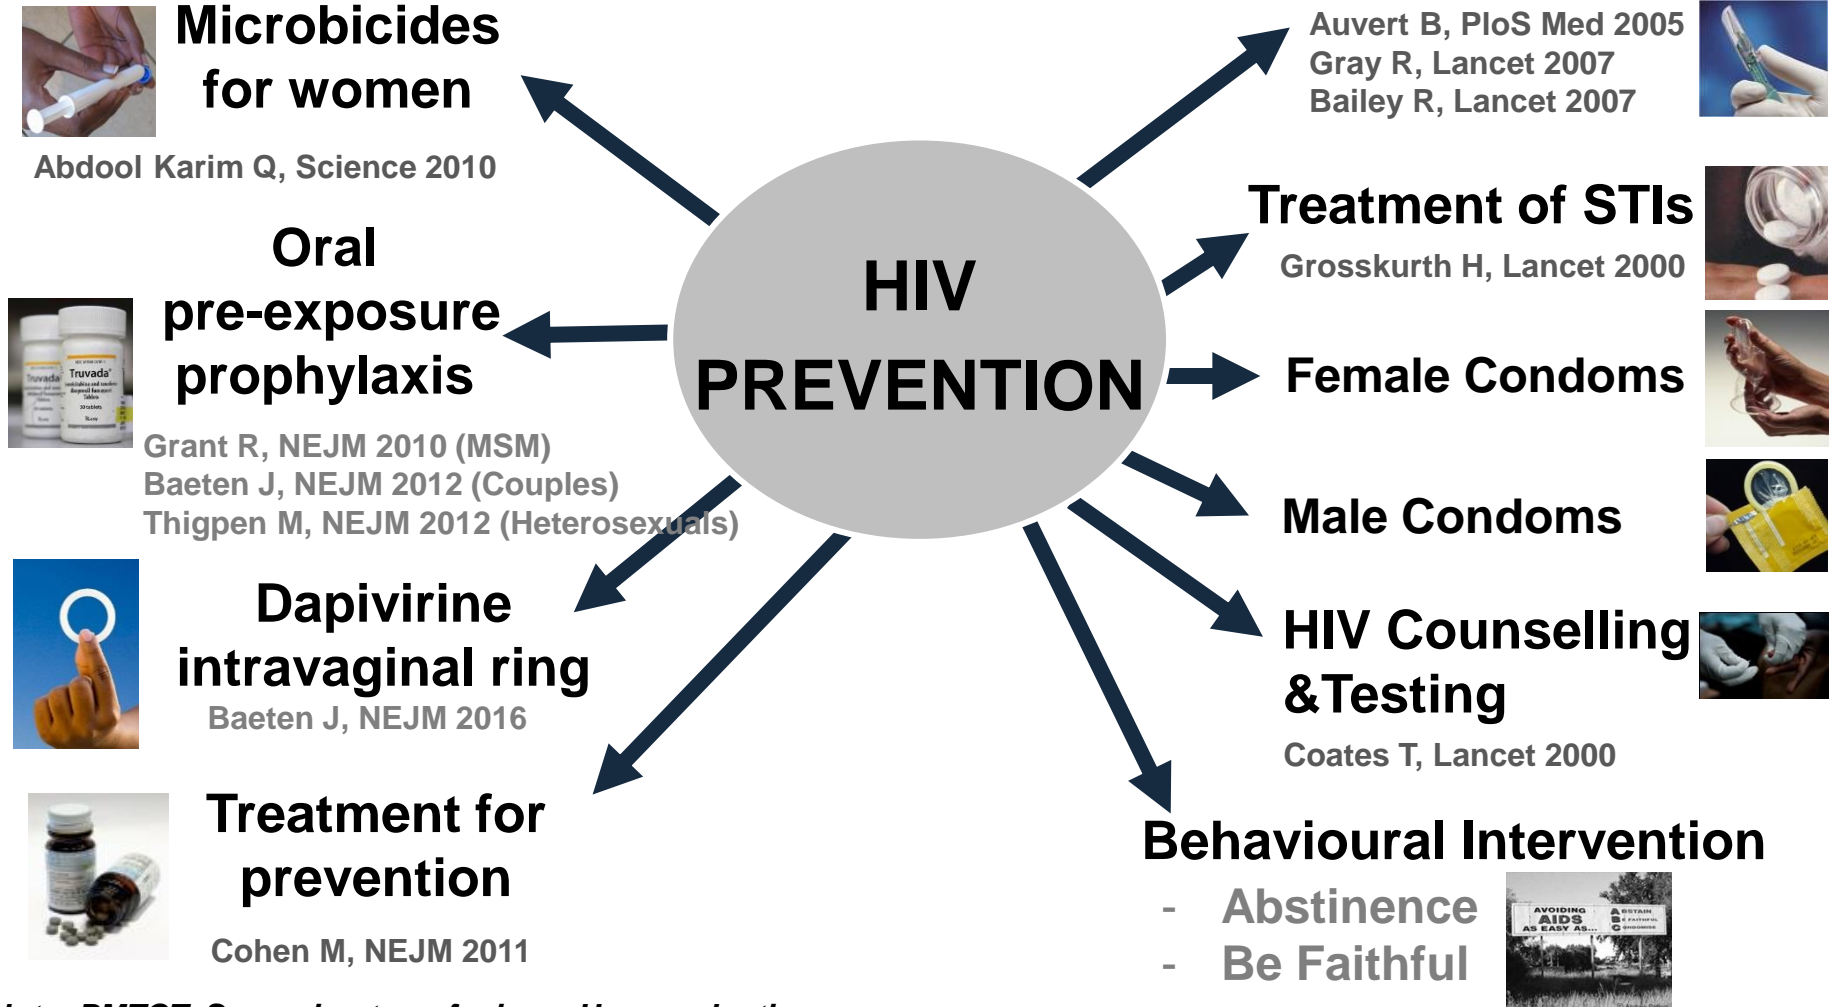 Microbicides
for women
Abdool Karim Q, Science 2010
Oral
pre-exposure
prophylaxis
Truvada
Truvada
Grant R, NEJM 2010 (MSM)
Baeten J, NEJM 2012 (Couples)
Thigpen M, NEJM 2012 (Heterosexuals)
Dapivirine
intravaginal ring
Baeten J, NEJM 2016
Treatment for
prevention
Cohen M, NEJM 2011
HIV
PREVENTION
Auvert B, PloS Med 2005
Gray R, Lancet 2007
Bailey R, Lancet 2007
Treatment of STIs
Grosskurth H, Lancet 2000
Female Condoms
Male Condoms
HIV Counselling
&Testing
Coates T, Lancet 2000
Behavioural Intervention
- Abstinence
- Be Faithful
AVOIDING
AIDS
AS EASY AS...
ABSTAIN
BE FAITHFUL
CONDOMISE